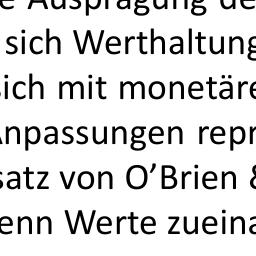 e Ausprägung de
sich Werthaltung
sich mit monetäre
Anpassungen repr
satz von O’Brien &
enn Werte zueina